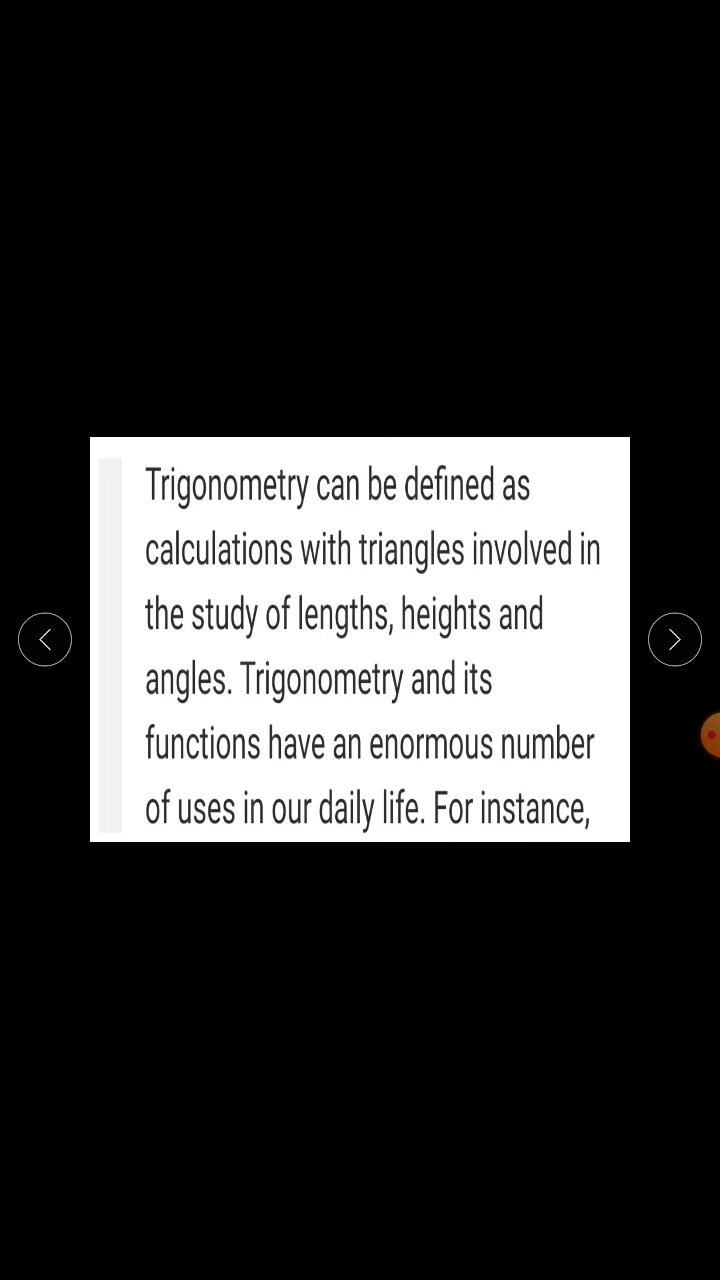 Trigonometry can be defined as
calculations with triangles involved in
the study of lengths, heights and
angles. Trigonometry and its
functions have an enormous number
of uses in our daily life. For instance,